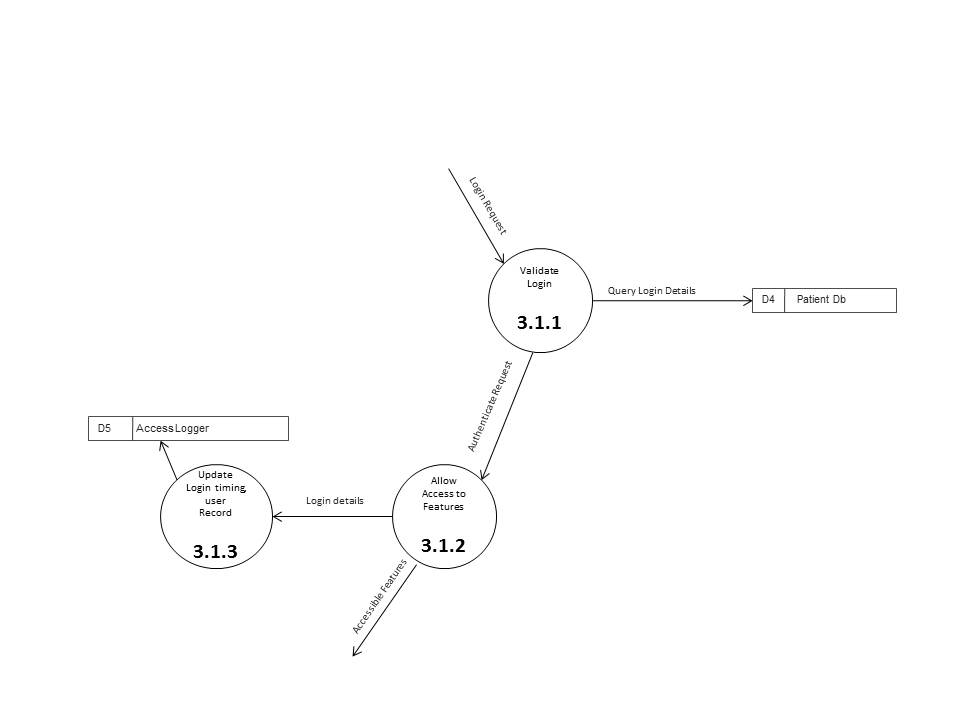 Login Request
Validate
Login
3.1.1
Query Login Details
D4 Patient Db
Authenticate Request
D5 Access Logger
Update
Login timing,
user
Record
3.1.3
Login details
Allow
Access to
Features
3.1.2
Accessible Features